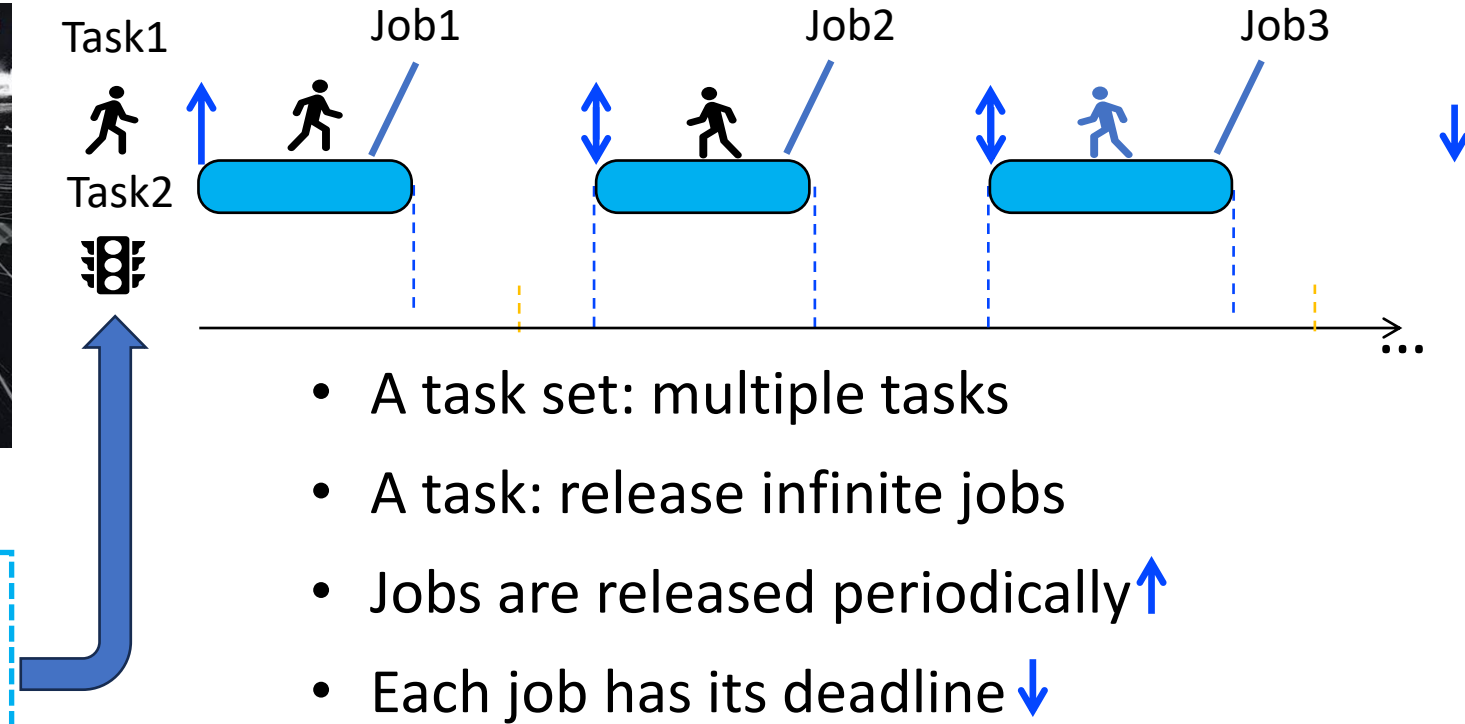 Task1
Job1
Job2
Job3
Task2
...
• A task set: multiple tasks
• A task: release infinite jobs
• Jobs are released periodically
• Each job has its deadline